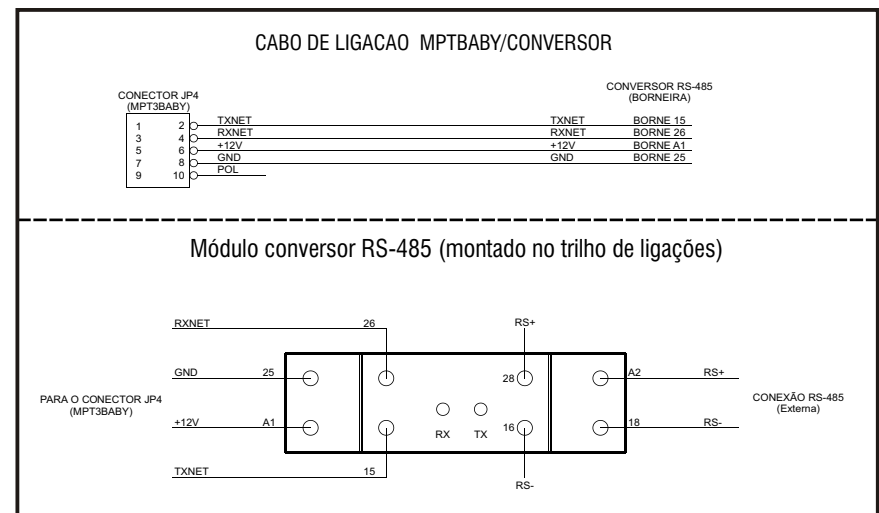 CABO DE LIGACAO MPTBABY/CONVERSOR
CONECTOR JP4
(MPT3BABY)
CONVERSOR RS-485
(BORNEIRA)
1 2 TXNET TXNET BORNE 15
3 4 RXNET RXNET BORNE 26
5 6 +12V +12V BORNE A1
7 8 GND GND BORNE 25
9 10 POL
Módulo conversor RS-485 (montado no trilho de ligações)
RXNET 26 RS+
GND 25 28 A2 RS+
PARA O CONECTOR JP4
(MPT3BABY)
CONEXÃO RS-485
(Externa)
+12V A1 RX TX 16 18 RS-
TXNET 15 RS-